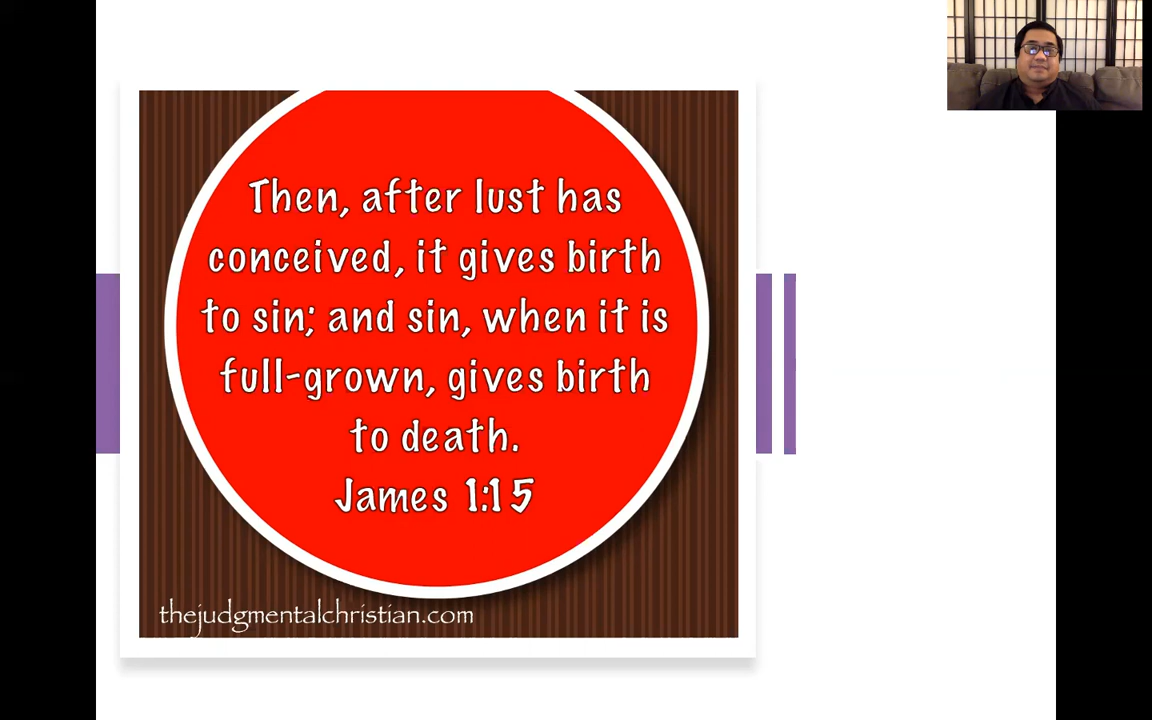 Then, after lust has
conceived, it gives birth
to sin; and sin, when it is
full-grown, gives birth
to death.
James 1:15
thejudgmentalchristian.com